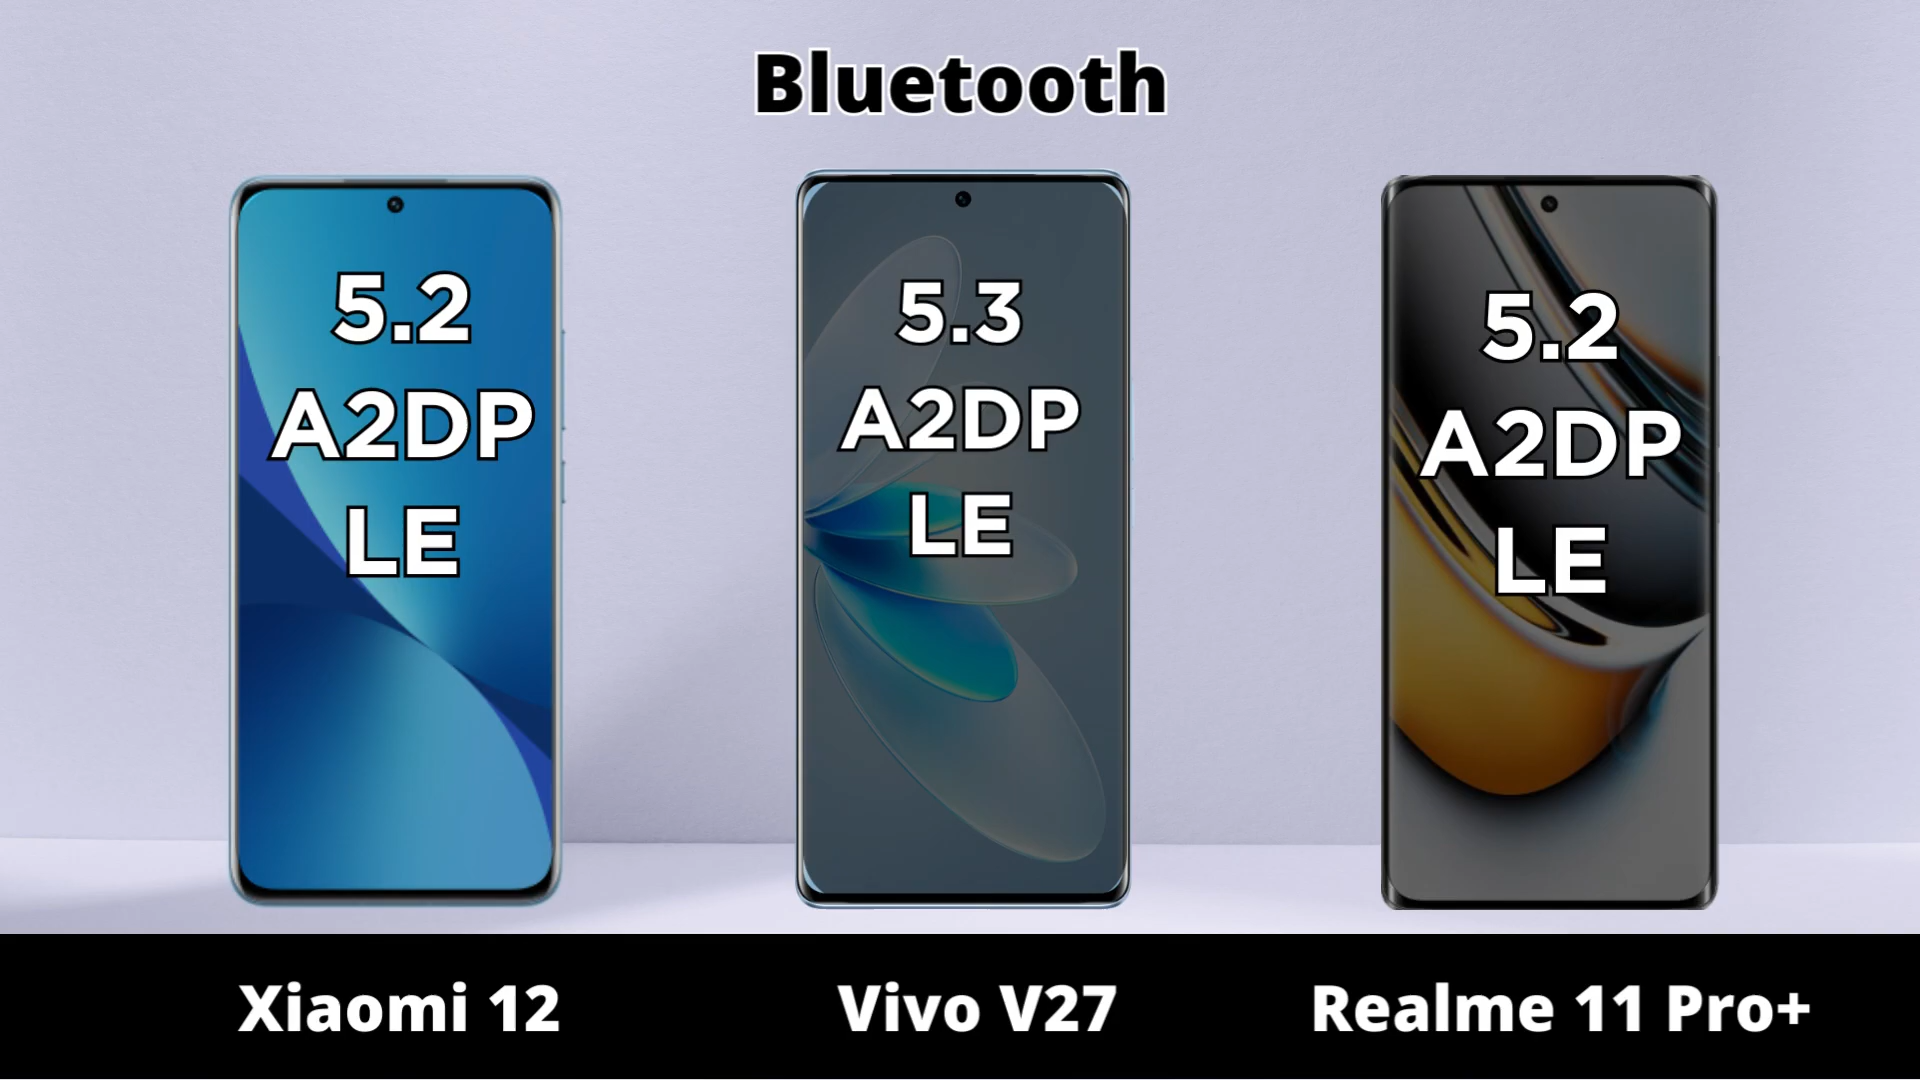 Bluetooth
5.2
A2DP
LE
5.3
A2DP
LE
5.2
A2DP
LE
Xiaomi 12
Vivo V27
Realme 11 Pro+